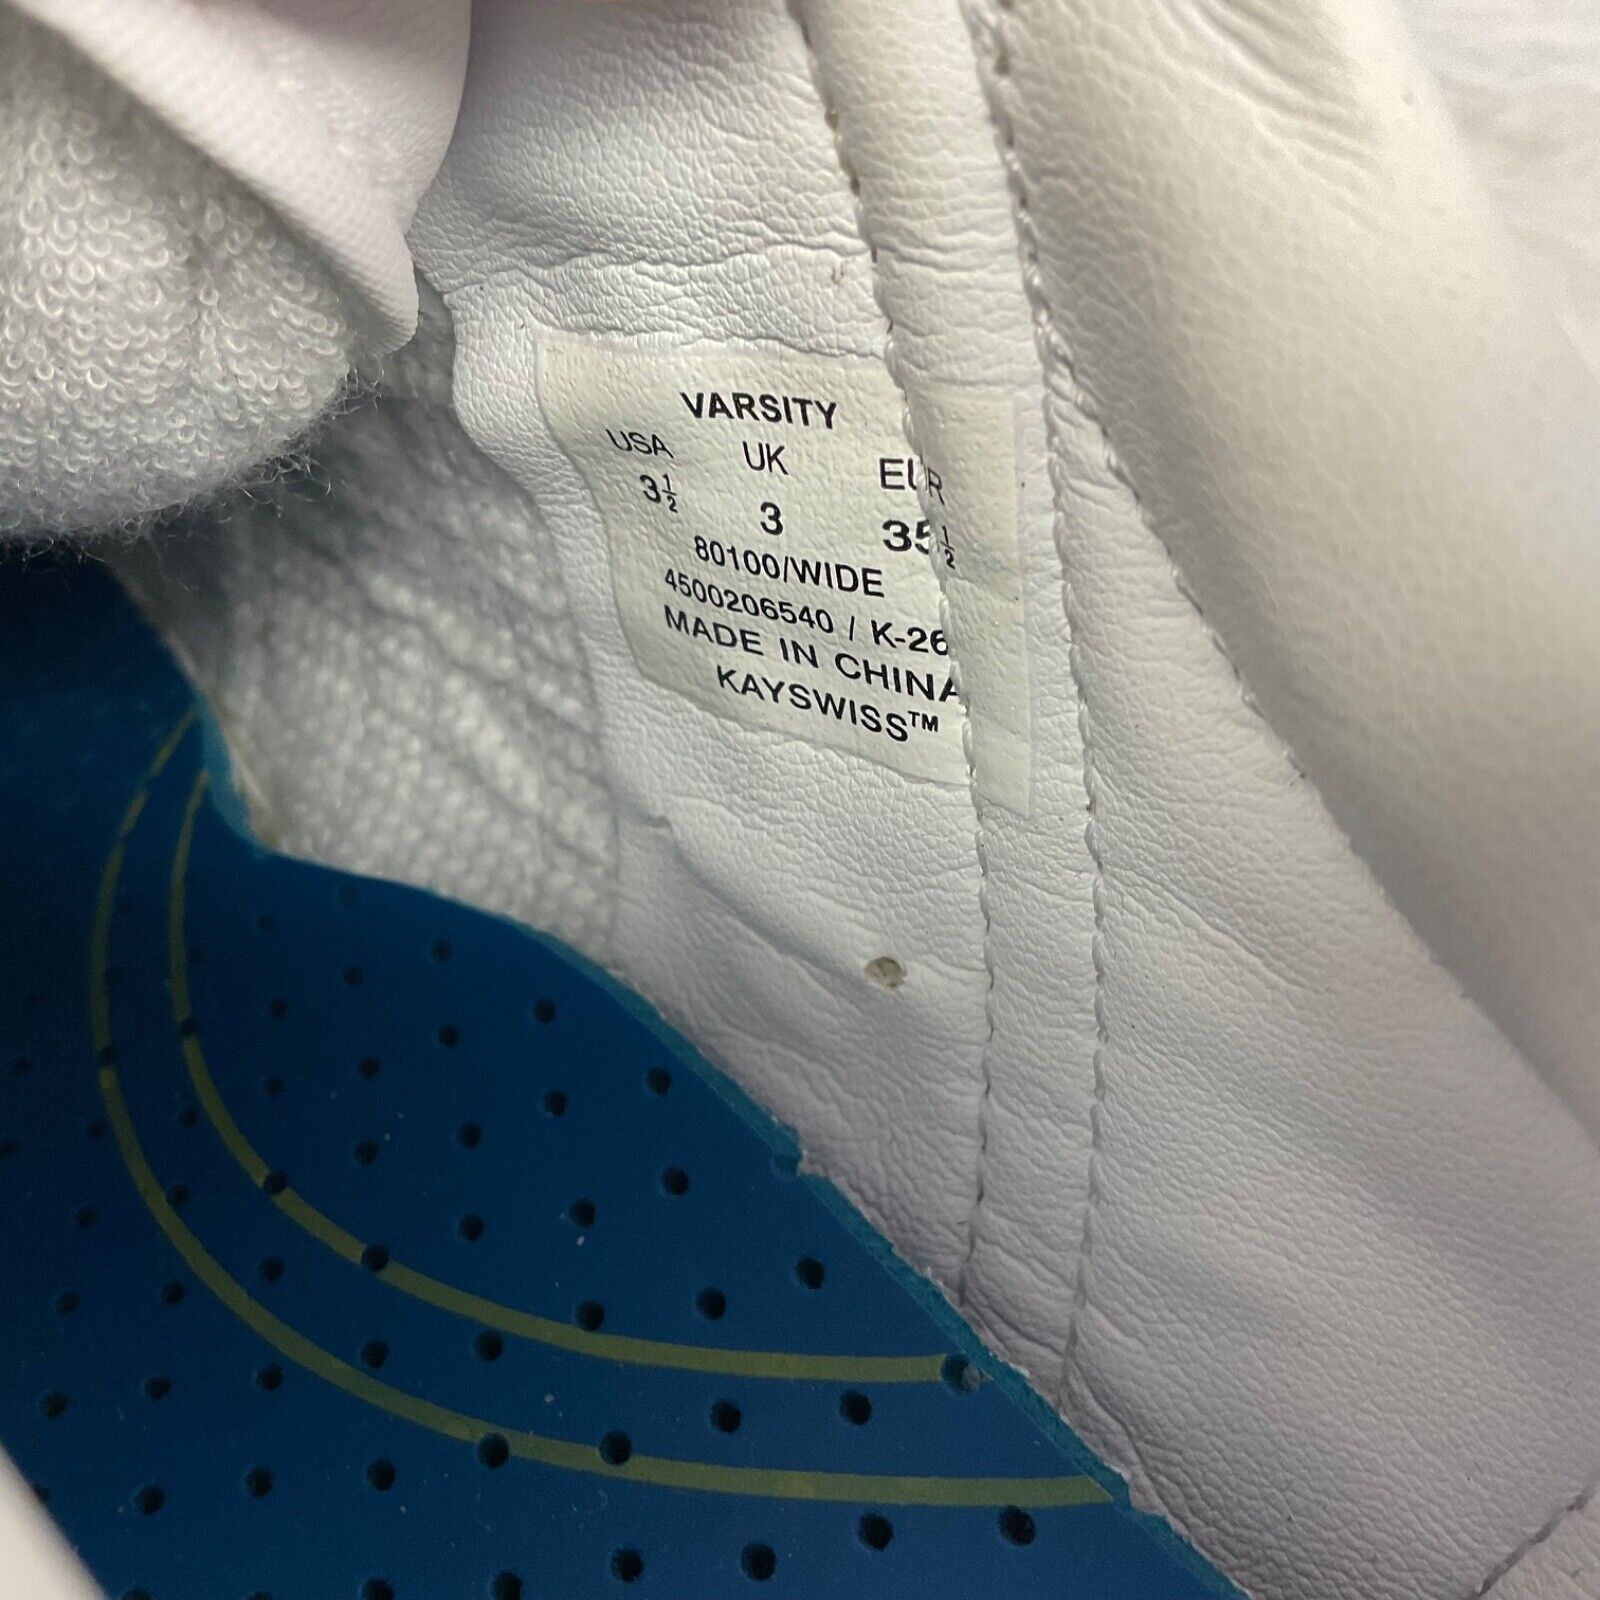 VARSITY
USA UK EUR
3½ 3 35½
80100/WIDE
4500206540 / K-26
MADE IN CHINA
KAYSWISS™